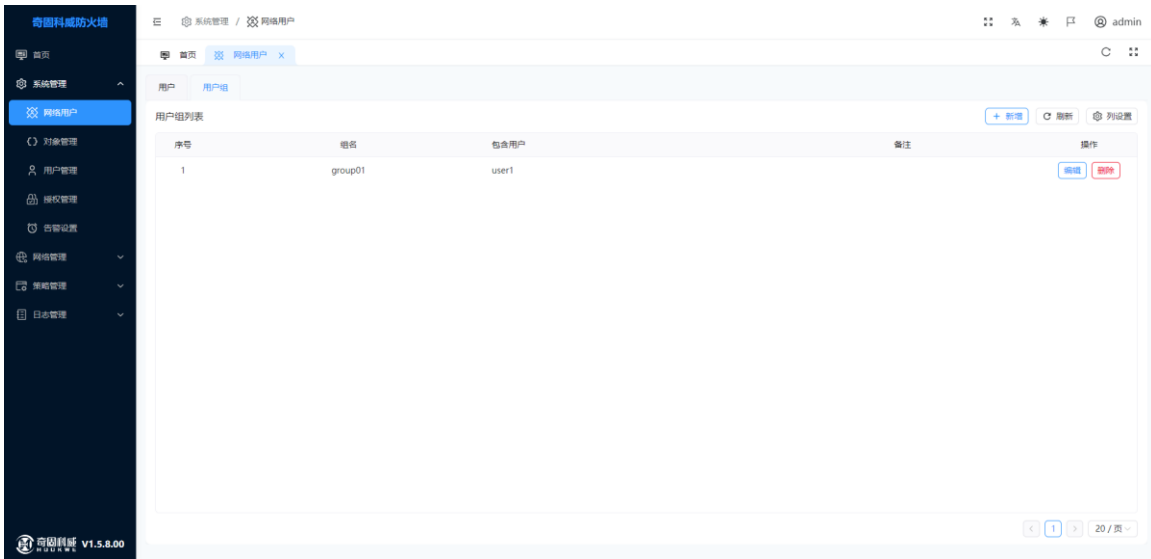 奇固科威防火墙
系统管理 / 网络用户
admin
首页
首页
网络用户 x
系统管理
用户
用户组
网络用户
用户组列表
+ 新增
刷新
列设置
对象管理
序号
组名
包含用户
备注
操作
用户管理
1
group01
user1
编辑
删除
授权管理
告警设置
网络管理
策略管理
日志管理
< 1 > 20 / 页
奇固科威 V1.5.8.00